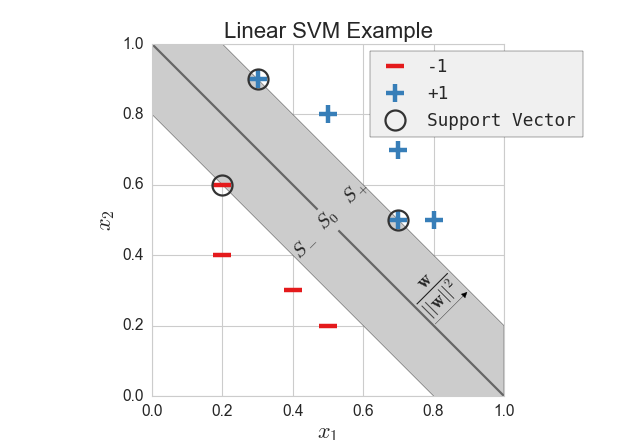 Linear SVM Example
-1
+1
Support Vector
1.0
0.8
0.6
0.4
0.2
0.0
x₂
S₋ S₀ S₊
w
||w||²
0.0 0.2 0.4 0.6 0.8 1.0
x₁